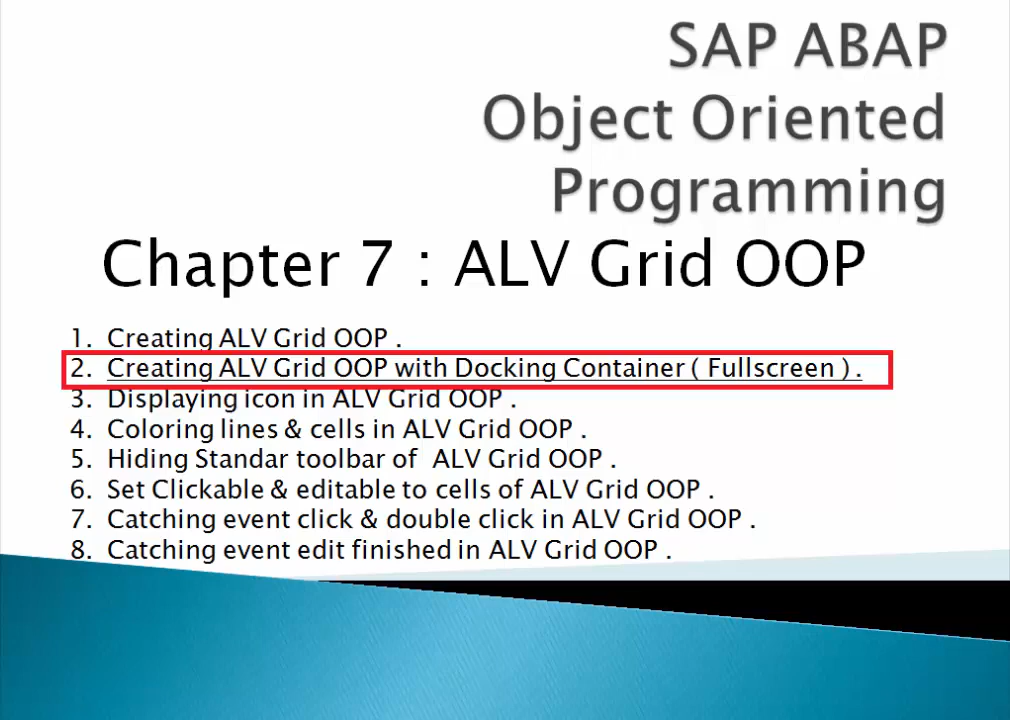 SAP ABAP
Object Oriented
Programming
Chapter 7 : ALV Grid OOP
1. Creating ALV Grid OOP .
2. Creating ALV Grid OOP with Docking Container ( Fullscreen ) .
3. Displaying icon in ALV Grid OOP .
4. Coloring lines & cells in ALV Grid OOP .
5. Hiding Standar toolbar of ALV Grid OOP .
6. Set Clickable & editable to cells of ALV Grid OOP .
7. Catching event click & double click in ALV Grid OOP .
8. Catching event edit finished in ALV Grid OOP .